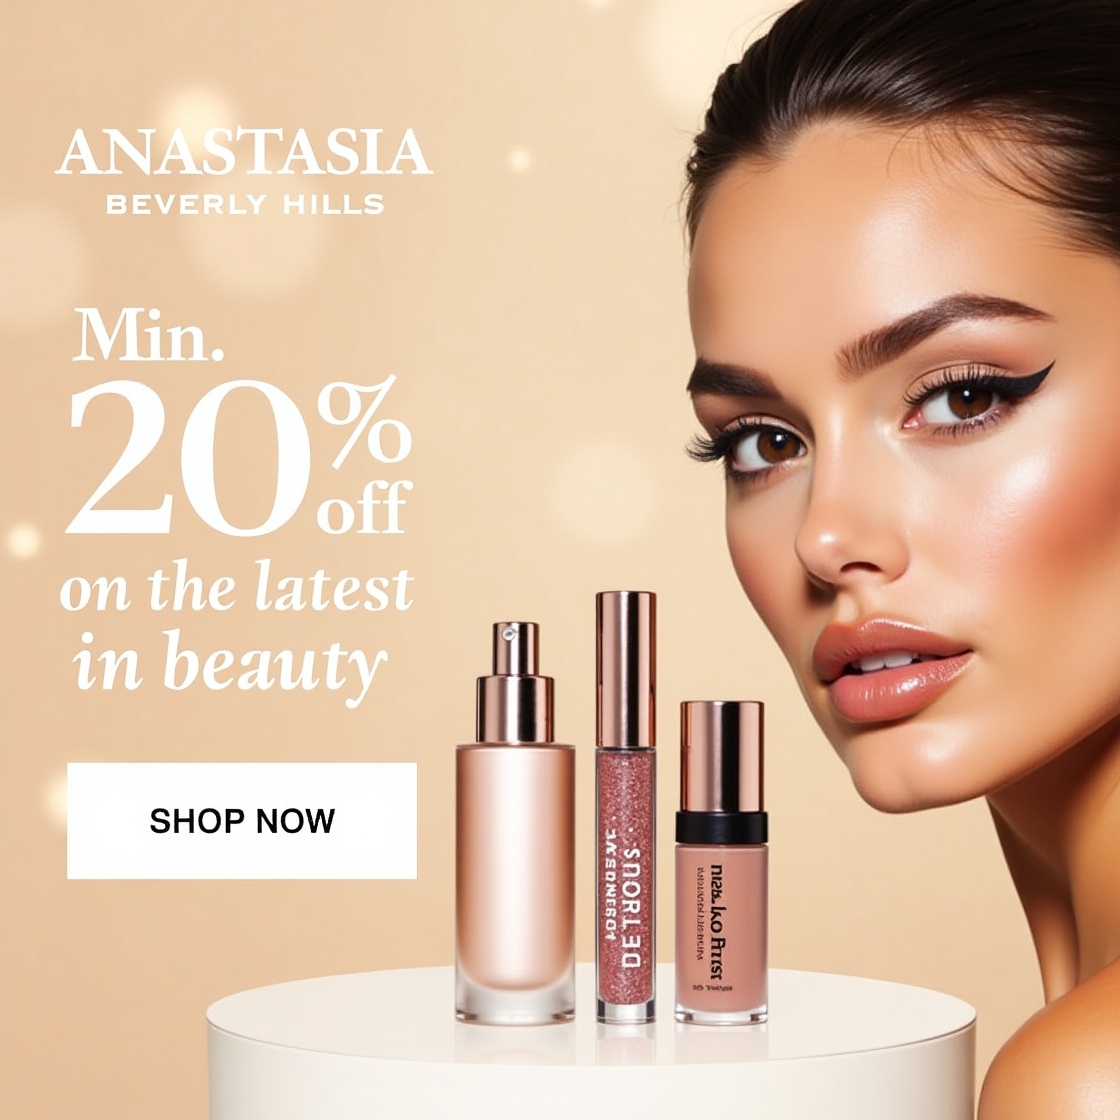 ANASTASIA
BEVERLY HILLS
Min.
20%
off
on the latest
in beauty
SHOP NOW